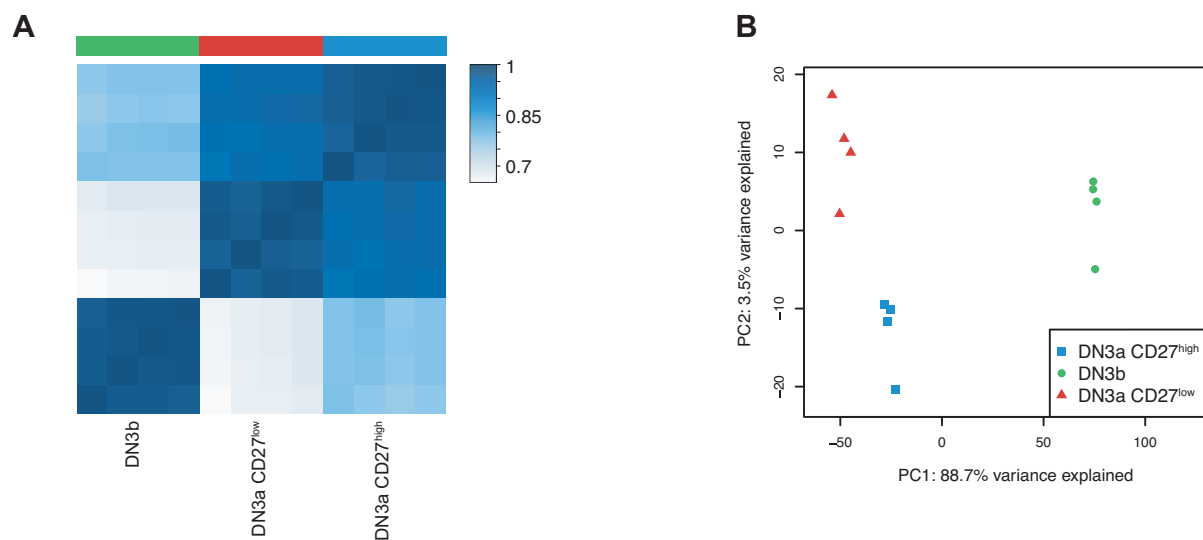 A
1
0.85
0.7
DN3b
DN3a CD27low
DN3a CD27high
B
20
10
0
−10
−20
PC2: 3.5% variance explained
−50
0
50
100
PC1: 88.7% variance explained
DN3a CD27high
DN3b
DN3a CD27low